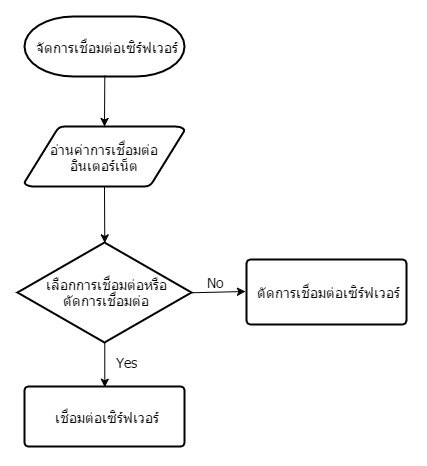 จัดการเชื่อมต่อเซิร์ฟเวอร์
อ่านค่าการเชื่อมต่อ
อินเตอร์เน็ต
เลือกการเชื่อมต่อหรือ
ตัดการเชื่อมต่อ
No
ตัดการเชื่อมต่อเซิร์ฟเวอร์
Yes
เชื่อมต่อเซิร์ฟเวอร์